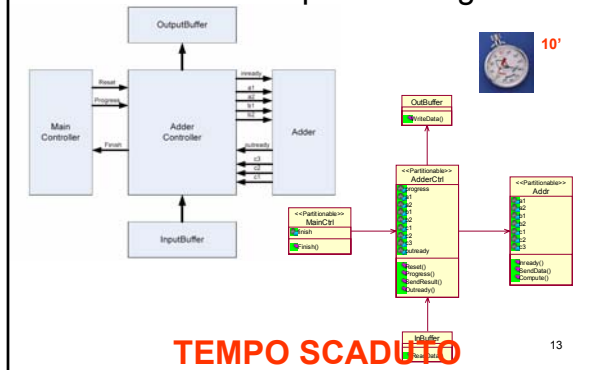 OutputBuffer
Reset
Progress
Finish
Main
Controller
Adder
Controller
inready
a1
a2
b1
b2
outready
c3
c2
c1
Adder
InputBuffer
10’
OutBuffer
WriteData()
<<Partitionable>>
AdderCtrl
progress
a1
a2
b1
b2
c1
c2
c3
outready
Reset()
Progress()
SendResult()
Outready()
<<Partitionable>>
MainCtrl
finish
Finish()
<<Partitionable>>
Addr
a1
a2
b1
b2
c1
c2
c3
Inready()
SendData()
Compute()
InBuffer
ReadData()
TEMPO SCADUTO
13